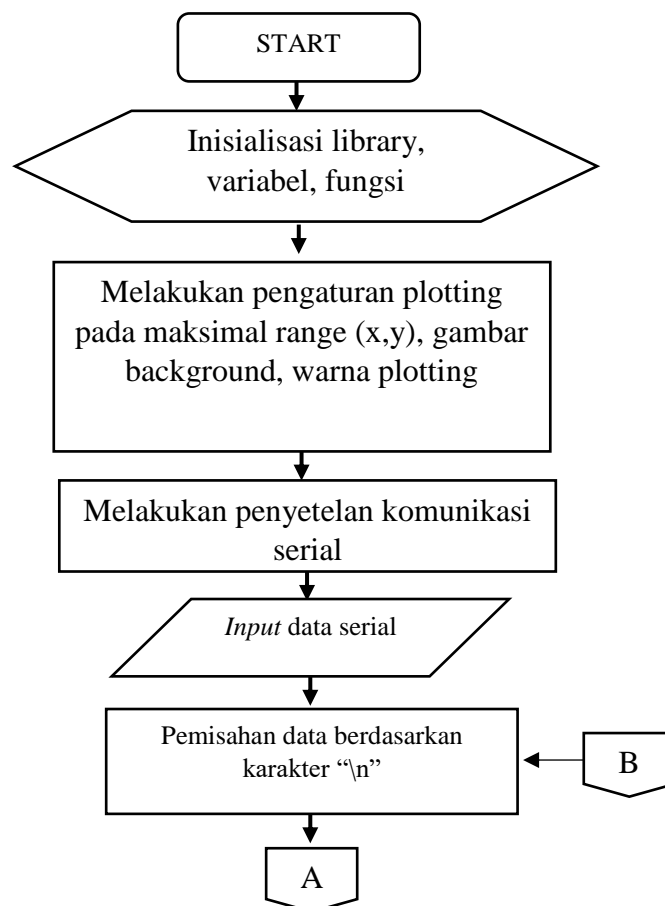 START
Inisialisasi library,
variabel, fungsi
Melakukan pengaturan plotting
pada maksimal range (x,y), gambar
background, warna plotting
Melakukan penyetelan komunikasi
serial
Input data serial
Pemisahan data berdasarkan
karakter “\n”
B
A